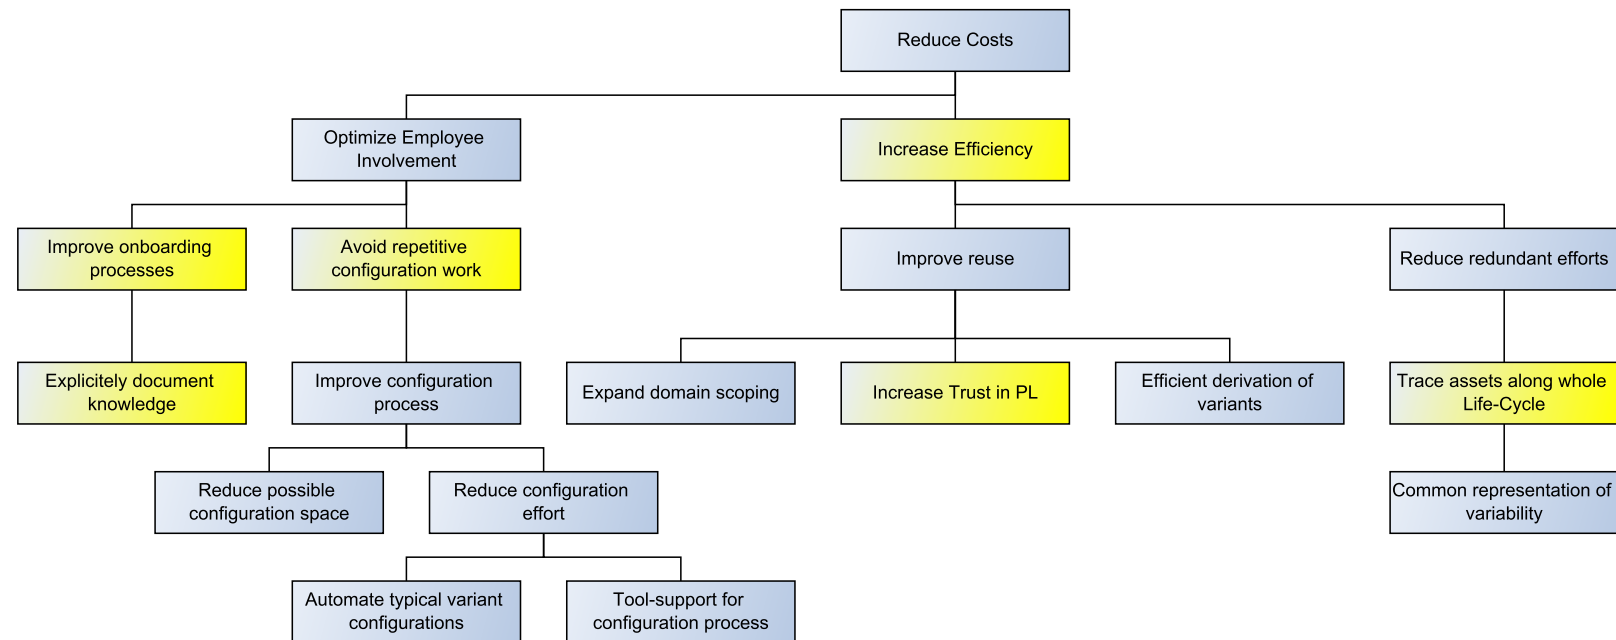 Reduce Costs
Optimize Employee
Involvement
Increase Efficiency
Improve onboarding
processes
Avoid repetitive
configuration work
Improve reuse
Reduce redundant efforts
Explicitely document
knowledge
Improve configuration
process
Expand domain scoping
Increase Trust in PL
Efficient derivation of
variants
Trace assets along whole
Life-Cycle
Reduce possible
configuration space
Reduce configuration
effort
Common representation of
variability
Automate typical variant
configurations
Tool-support for
configuration process